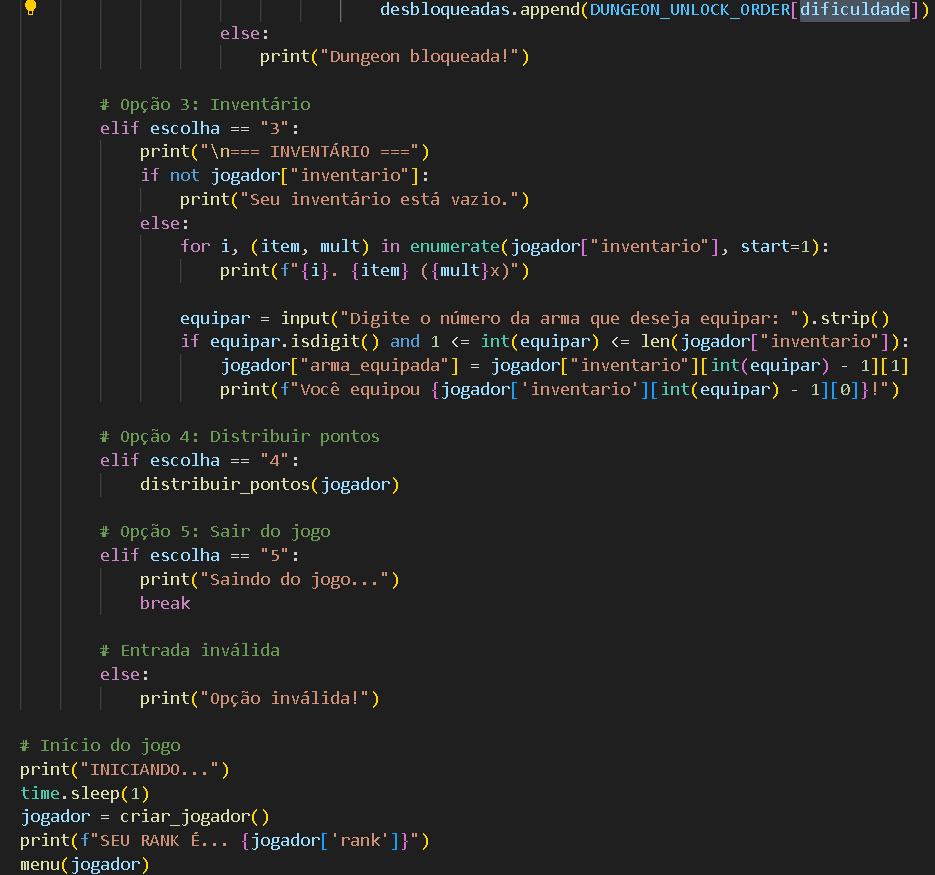 desbloqueadas.append(DUNGEON_UNLOCK_ORDER[dificuldade])
else:
print("Dungeon bloqueada!")
# Opção 3: Inventário
elif escolha == "3":
print("\n=== INVENTÁRIO ===")
if not jogador["inventario"]:
print("Seu inventário está vazio.")
else:
for i, (item, mult) in enumerate(jogador["inventario"], start=1):
print(f"{i}. {item} ({mult}x)")
equipar = input("Digite o número da arma que deseja equipar: ").strip()
if equipar.isdigit() and 1 <= int(equipar) <= len(jogador["inventario"]):
jogador["arma_equipada"] = jogador["inventario"][int(equipar) - 1][1]
print(f"Você equipou {jogador['inventario'][int(equipar) - 1][0]}!")
# Opção 4: Distribuir pontos
elif escolha == "4":
distribuir_pontos(jogador)
# Opção 5: Sair do jogo
elif escolha == "5":
print("Saindo do jogo...")
break
# Entrada inválida
else:
print("Opção inválida!")
# Início do jogo
print("INICIANDO...")
time.sleep(1)
jogador = criar_jogador()
print(f"SEU RANK É... {jogador['rank']}")
menu(jogador)